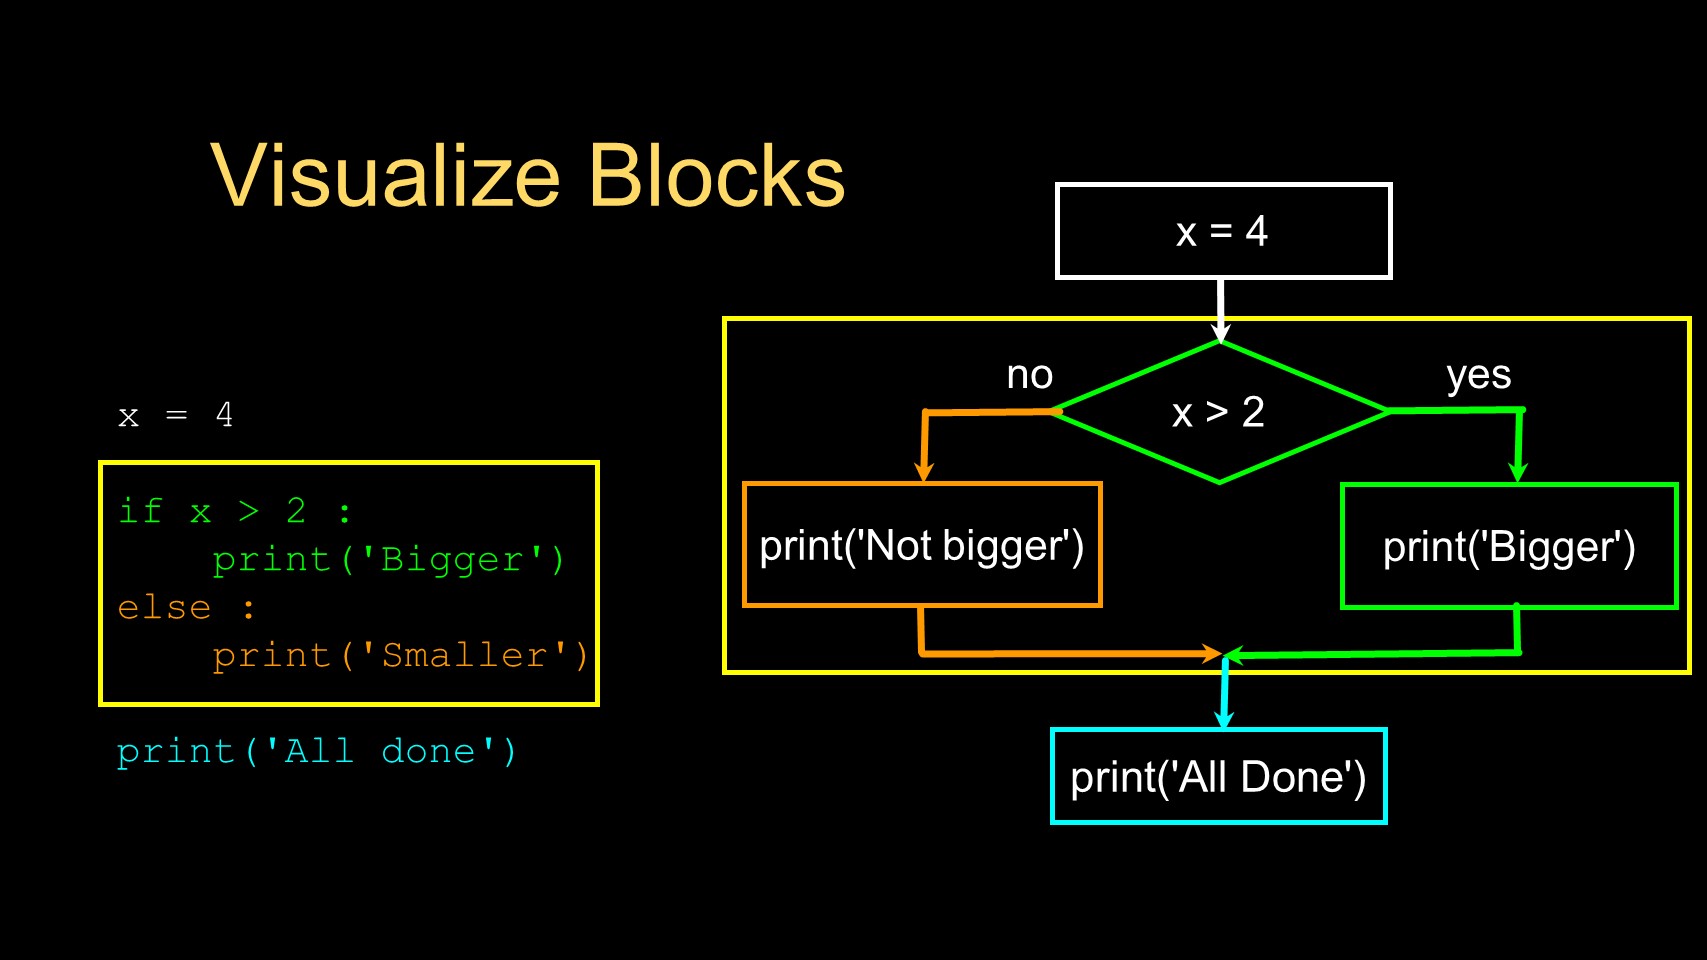 Visualize Blocks
x = 4
if x > 2 :
    print('Bigger')
else :
    print('Smaller')
print('All done')
x = 4
no
yes
x > 2
print('Not bigger')
print('Bigger')
print('All Done')